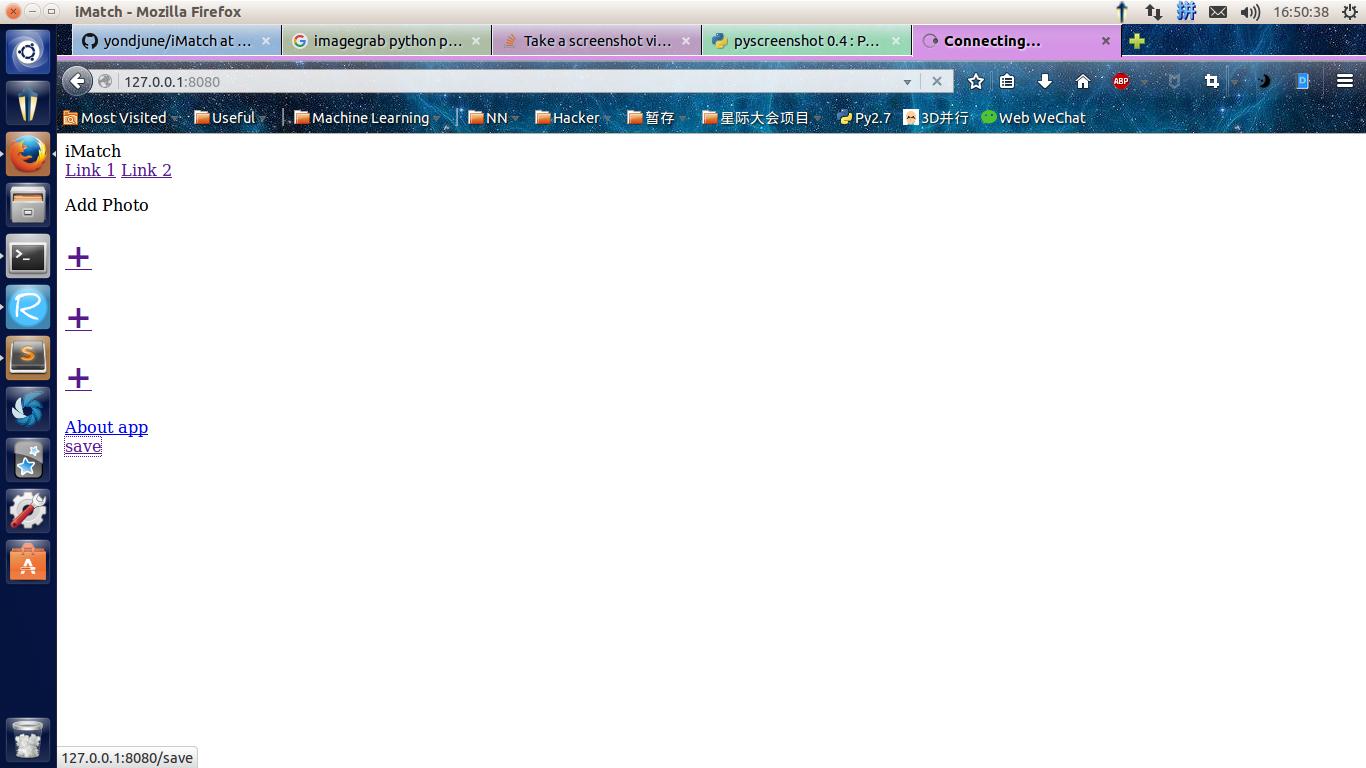 iMatch - Mozilla Firefox
16:50:38
yondjune/iMatch at ...
imagegrab python p...
Take a screenshot vi...
pyscreenshot 0.4 : P...
Connecting...
127.0.0.1:8080
ABP
Most Visited
Useful
Machine Learning
NN
Hacker
暂存
星际大会项目
Py2.7
3D并行
Web WeChat
iMatch
Link 1 Link 2
Add Photo
+
+
+
About app
save
127.0.0.1:8080/save